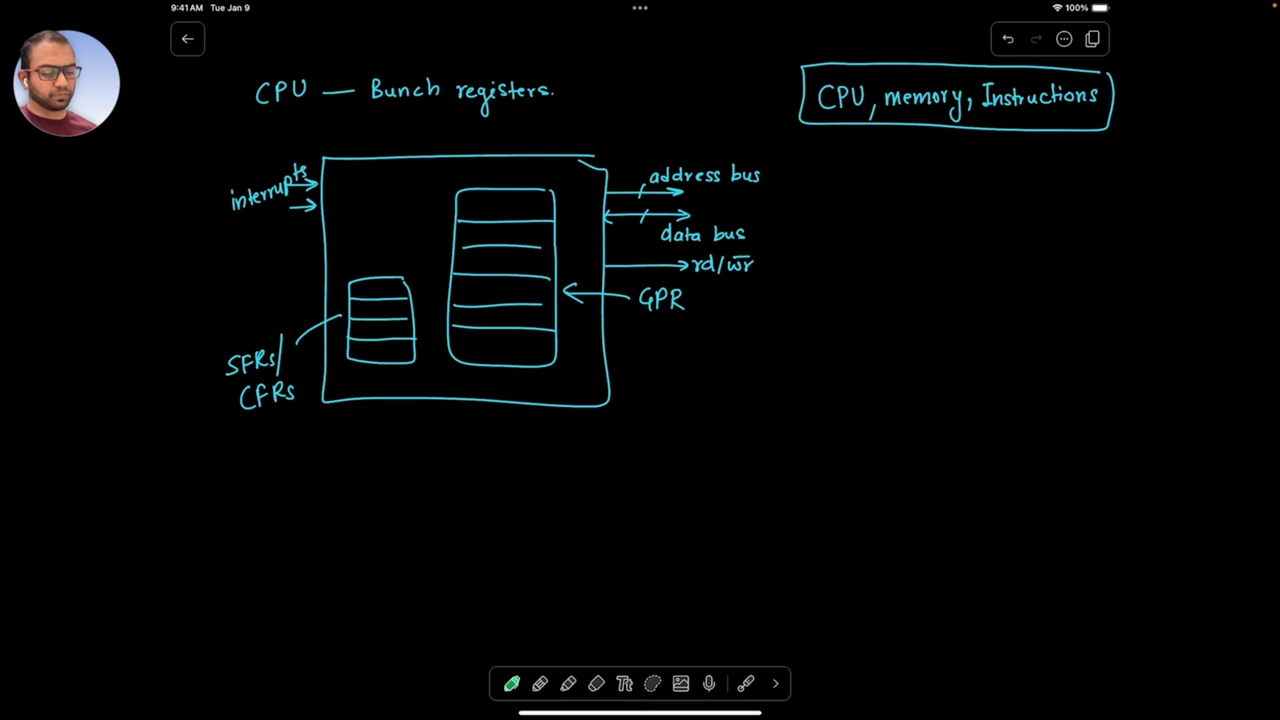 9:41 AM Tue Jan 9
100%
CPU — Bunch registers.
CPU, memory, Instructions
interrupts
address bus
data bus
rd/w̅r̅
GPR
SFRs/
CFRs
Tt